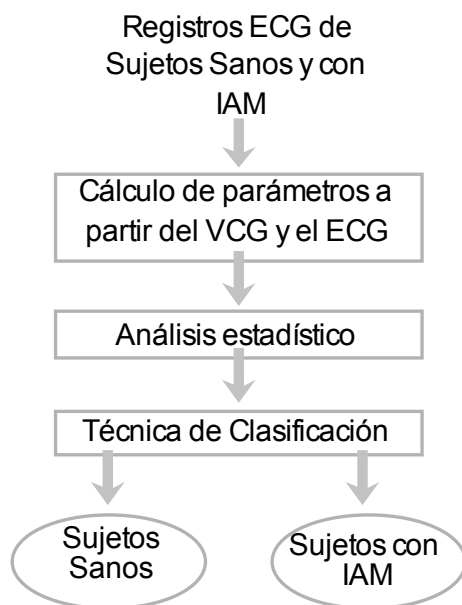 Registros ECG de
Sujetos Sanos y con
IAM
Cálculo de parámetros a
partir del VCG y el ECG
Análisis estadístico
Técnica de Clasificación
Sujetos
Sanos
Sujetos con
IAM